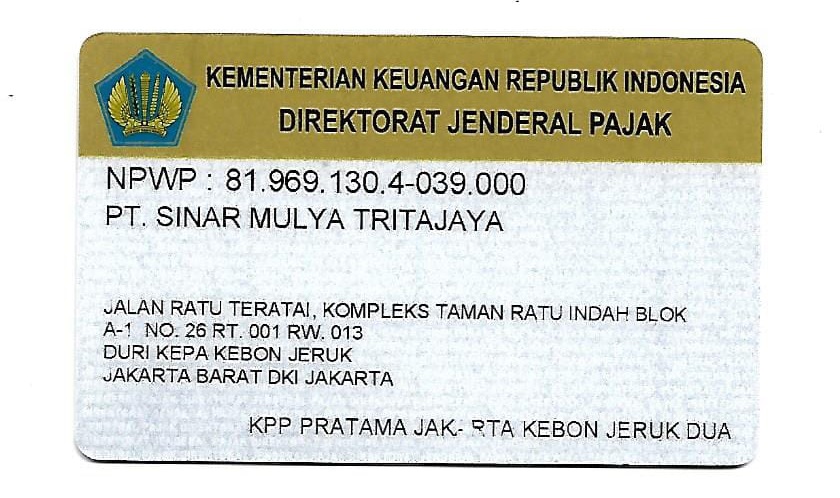 KEMENTERIAN KEUANGAN REPUBLIK INDONESIA
DIREKTORAT JENDERAL PAJAK
NPWP : 81.969.130.4-039.000
PT. SINAR MULYA TRITAJAYA
JALAN RATU TERATAI, KOMPLEKS TAMAN RATU INDAH BLOK
A-1 NO. 26 RT. 001 RW. 013
DURI KEPA KEBON JERUK
JAKARTA BARAT DKI JAKARTA
KPP PRATAMA JAKARTA KEBON JERUK DUA